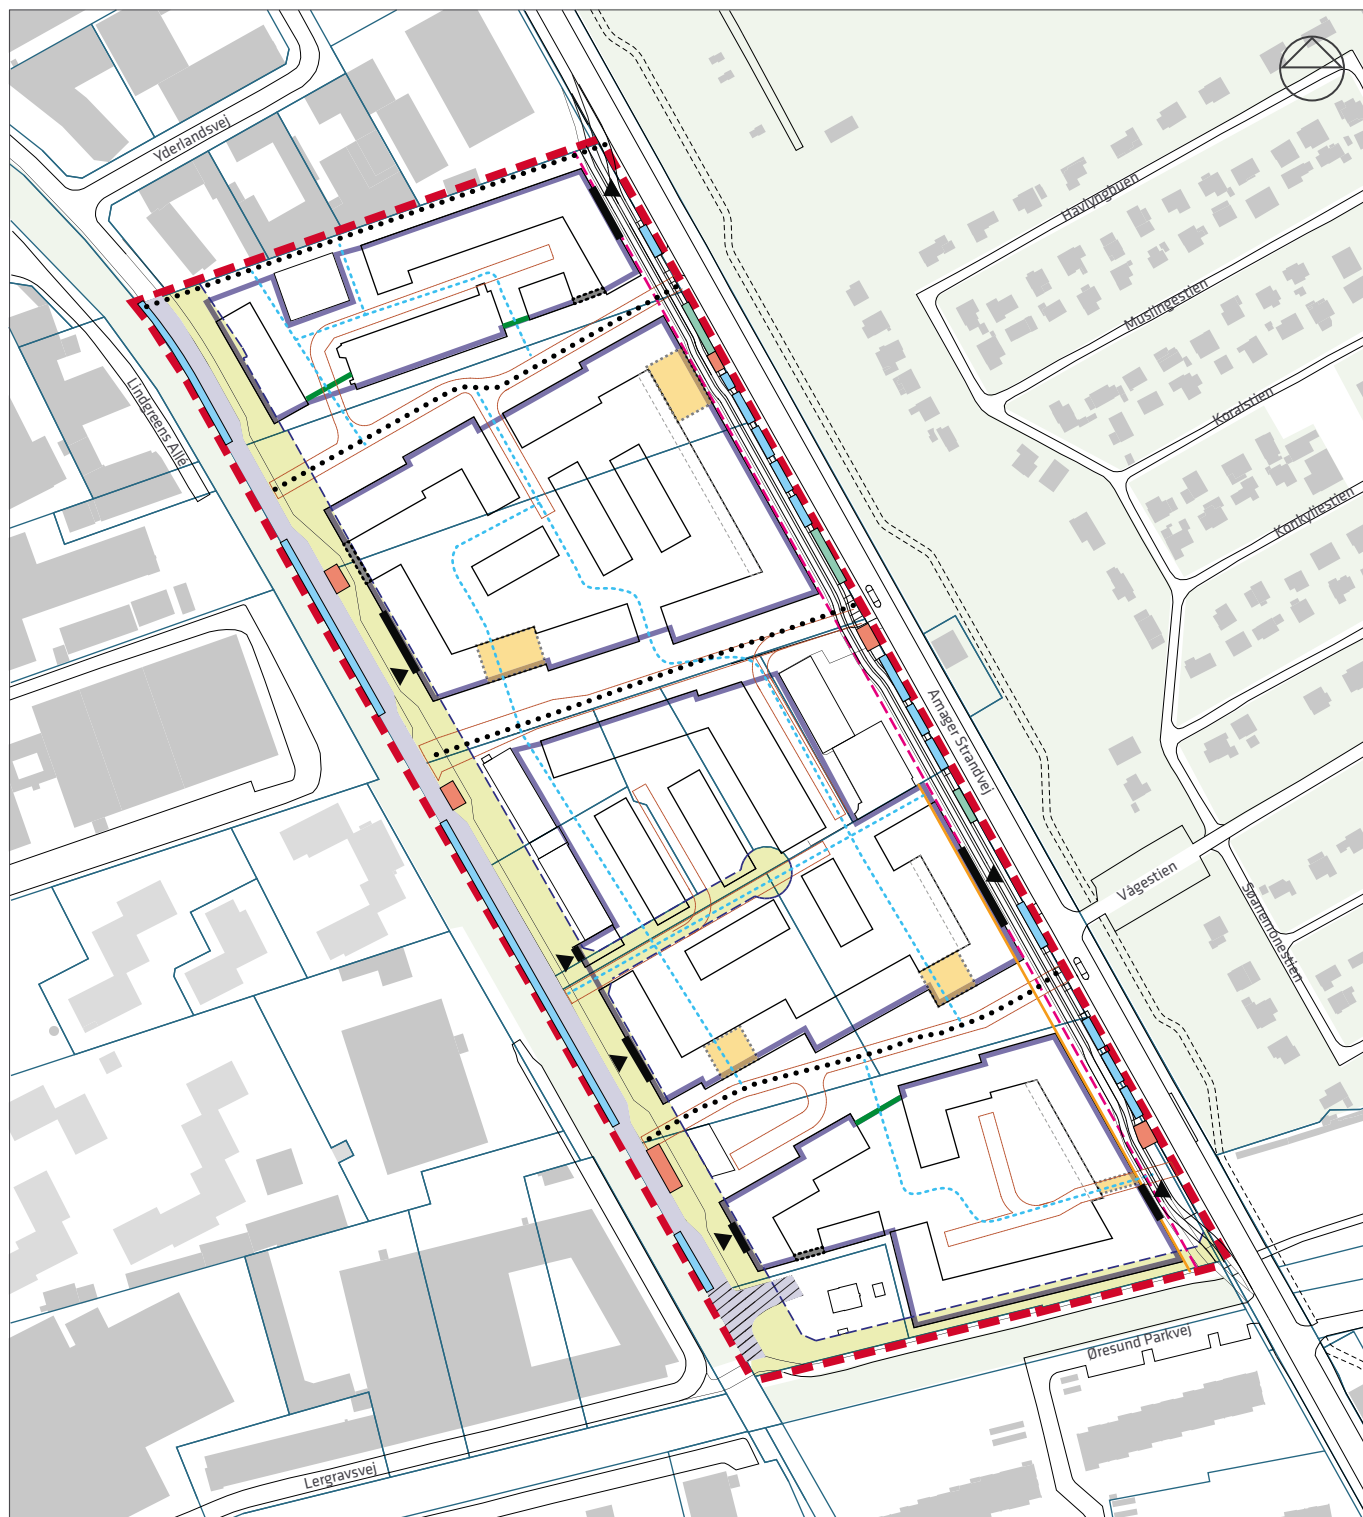 Yderlandsvej
Havlyngbuen
Muslingestien
Lindgreens Allé
Koralstien
Konkyliestien
Amager Strandvej
Vågestien
Søanemonestien
Øresund Parkvej
Lergravsvej